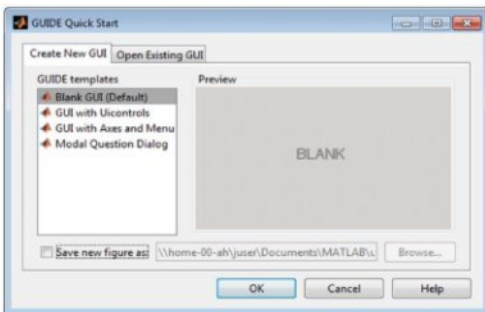 GUIDE Quick Start
Create New GUI Open Existing GUI
GUIDE templates Preview
Blank GUI (Default)
GUI with Uicontrols
GUI with Axes and Menu
Modal Question Dialog
BLANK
Save new figure as: \\home-00-ah\juser\Documents\MATLAB\
Browse...
OK Cancel Help